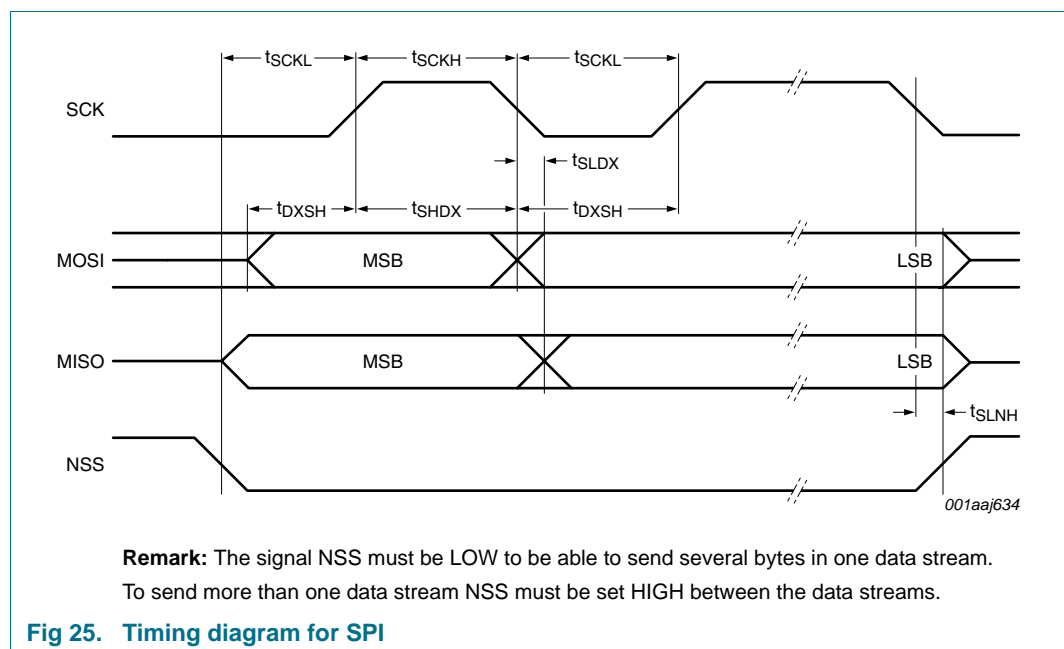 tSCKL tSCKH tSCKL
SCK
tSLDX
tDXSH tSHDX tDXSH
MOSI MSB LSB
MISO MSB LSB
tSLNH
NSS
001aaj634
Remark: The signal NSS must be LOW to be able to send several bytes in one data stream.
To send more than one data stream NSS must be set HIGH between the data streams.
Fig 25. Timing diagram for SPI